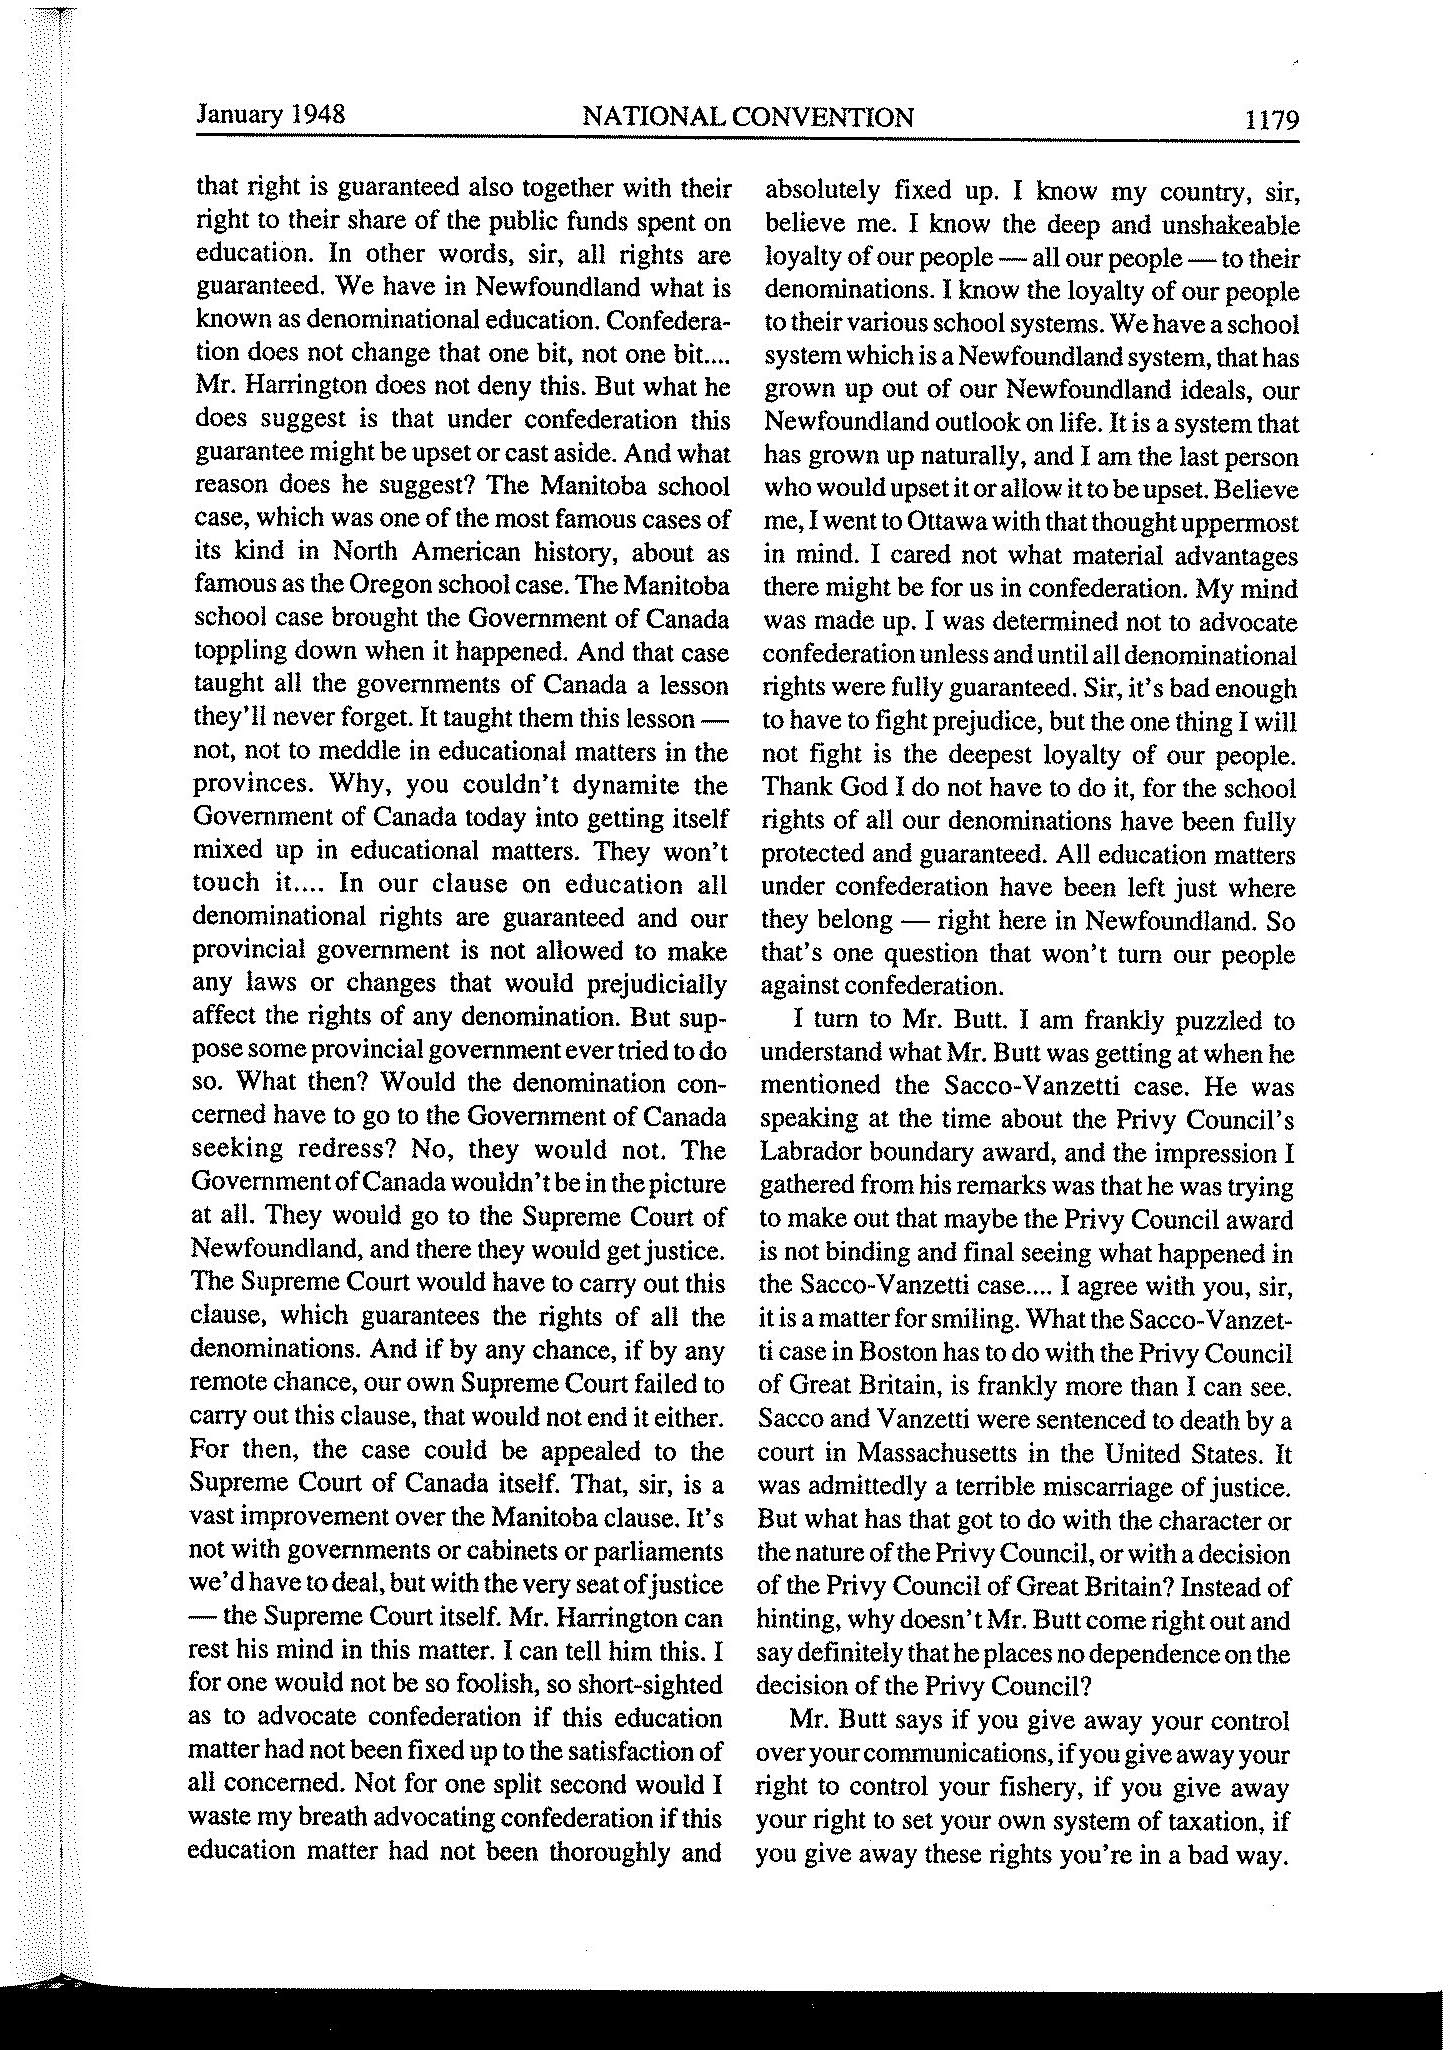 January 1948
NATIONAL CONVENTION
1179
that right is guaranteed also together with their
right to their share of the public funds spent on
education. In other words, sir, all rights are
guaranteed. We have in Newfoundland what is
known as denominational education. Confedera-
tion does not change that one bit, not one bit....
Mr. Harrington does not deny this. But what he
does suggest is that under confederation this
guarantee might be upset or cast aside. And what
reason does he suggest? The Manitoba school
case, which was one of the most famous cases of
its kind in North American history, about as
famous as the Oregon school case. The Manitoba
school case brought the Government of Canada
toppling down when it happened. And that case
taught all the governments of Canada a lesson
they'll never forget. It taught them this lesson —
not, not to meddle in educational matters in the
provinces. Why, you couldn't dynamite the
Government of Canada today into getting itself
mixed up in educational matters. They won't
touch it.... In our clause on education all
denominational rights are guaranteed and our
provincial government is not allowed to make
any laws or changes that would prejudicially
affect the rights of any denomination. But sup-
pose some provincial government ever tried to do
so. What then? Would the denomination con-
cerned have to go to the Government of Canada
seeking redress? No, they would not. The
Government of Canada wouldn't be in the picture
at all. They would go to the Supreme Court of
Newfoundland, and there they would get justice.
The Supreme Court would have to carry out this
clause, which guarantees the rights of all the
denominations. And if by any chance, if by any
remote chance, our own Supreme Court failed to
carry out this clause, that would not end it either.
For then, the case could be appealed to the
Supreme Court of Canada itself. That, sir, is a
vast improvement over the Manitoba clause. It's
not with governments or cabinets or parliaments
we'd have to deal, but with the very seat of justice
— the Supreme Court itself. Mr. Harrington can
rest his mind in this matter. I can tell him this. I
for one would not be so foolish, so short-sighted
as to advocate confederation if this education
matter had not been fixed up to the satisfaction of
all concerned. Not for one split second would I
waste my breath advocating confederation if this
education matter had not been thoroughly and
absolutely fixed up. I know my country, sir,
believe me. I know the deep and unshakeable
loyalty of our people — all our people — to their
denominations. I know the loyalty of our people
to their various school systems. We have a school
system which is a Newfoundland system, that has
grown up out of our Newfoundland ideals, our
Newfoundland outlook on life. It is a system that
has grown up naturally, and I am the last person
who would upset it or allow it to be upset. Believe
me, I went to Ottawa with that thought uppermost
in mind. I cared not what material advantages
there might be for us in confederation. My mind
was made up. I was determined not to advocate
confederation unless and until all denominational
rights were fully guaranteed. Sir, it's bad enough
to have to fight prejudice, but the one thing I will
not fight is the deepest loyalty of our people.
Thank God I do not have to do it, for the school
rights of all our denominations have been fully
protected and guaranteed. All education matters
under confederation have been left just where
they belong — right here in Newfoundland. So
that's one question that won't turn our people
against confederation.
I turn to Mr. Butt. I am frankly puzzled to
understand what Mr. Butt was getting at when he
mentioned the Sacco-Vanzetti case. He was
speaking at the time about the Privy Council's
Labrador boundary award, and the impression I
gathered from his remarks was that he was trying
to make out that maybe the Privy Council award
is not binding and final seeing what happened in
the Sacco-Vanzetti case.... I agree with you, sir,
it is a matter for smiling. What the Sacco-Vanzet-
ti case in Boston has to do with the Privy Council
of Great Britain, is frankly more than I can see.
Sacco and Vanzetti were sentenced to death by a
court in Massachusetts in the United States. It
was admittedly a terrible miscarriage of justice.
But what has that got to do with the character or
the nature of the Privy Council, or with a decision
of the Privy Council of Great Britain? Instead of
hinting, why doesn't Mr. Butt come right out and
say definitely that he places no dependence on the
decision of the Privy Council?
Mr. Butt says if you give away your control
over your communications, if you give away your
right to control your fishery, if you give away
your right to set your own system of taxation, if
you give away these rights you're in a bad way.